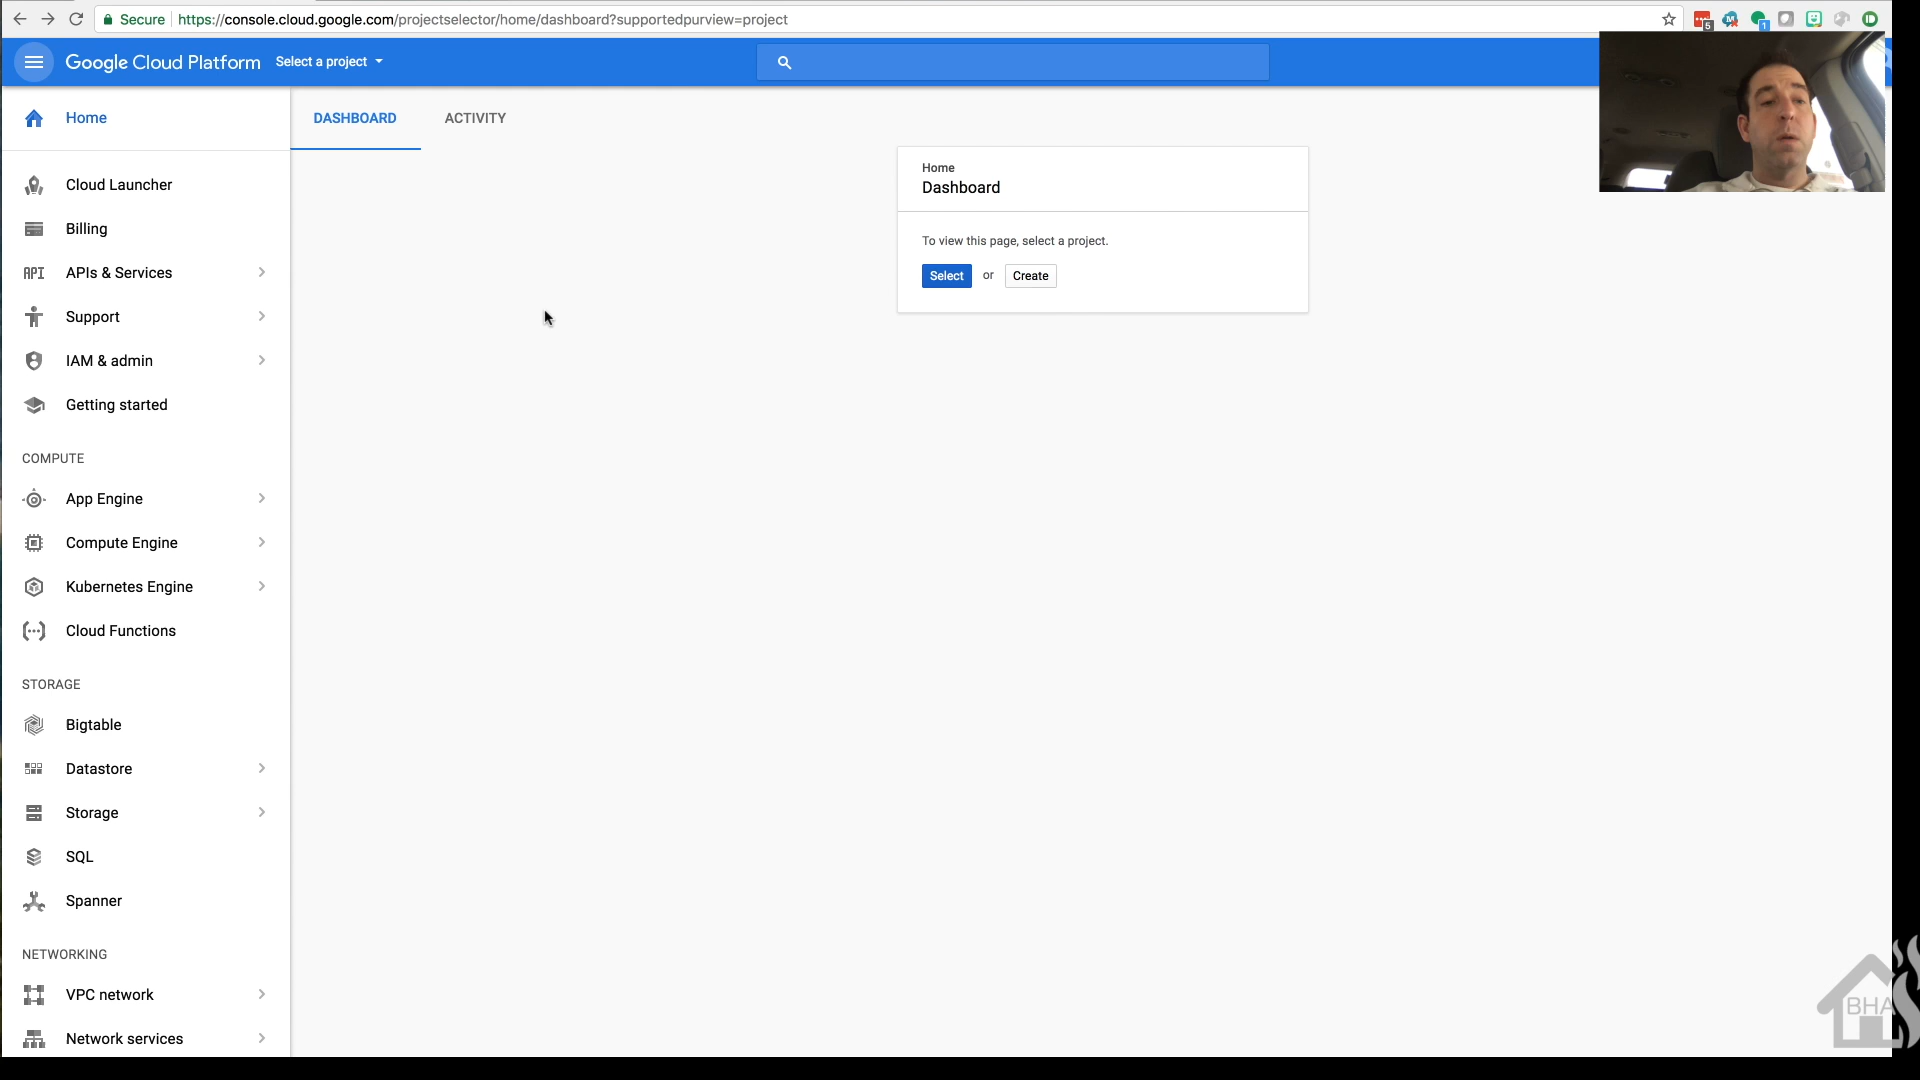 Secure https://console.cloud.google.com/projectselector/home/dashboard?supportedpurview=project
5
1
Google Cloud Platform Select a project
Home
DASHBOARD ACTIVITY
Home
Dashboard
To view this page, select a project.
Select or Create
Cloud Launcher
Billing
API APIs & Services
Support
IAM & admin
Getting started
COMPUTE
App Engine
Compute Engine
Kubernetes Engine
Cloud Functions
STORAGE
Bigtable
Datastore
Storage
SQL
Spanner
NETWORKING
VPC network
Network services
BHA